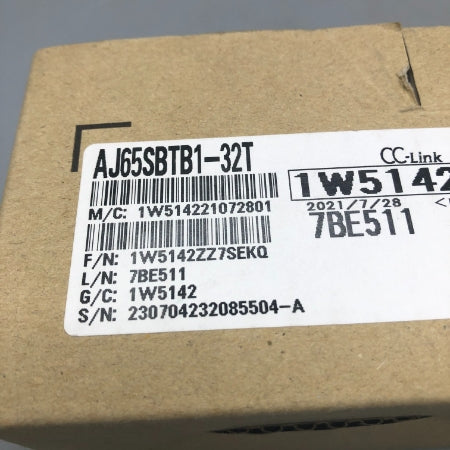 AJ65SBTB1-32T
CC-Link
1W5142
M/C: 1W514221072801
2021/7/28
7BE511
F/N: 1W5142ZZ7SEKQ
L/N: 7BE511
G/C: 1W5142
S/N: 230704232085504-A